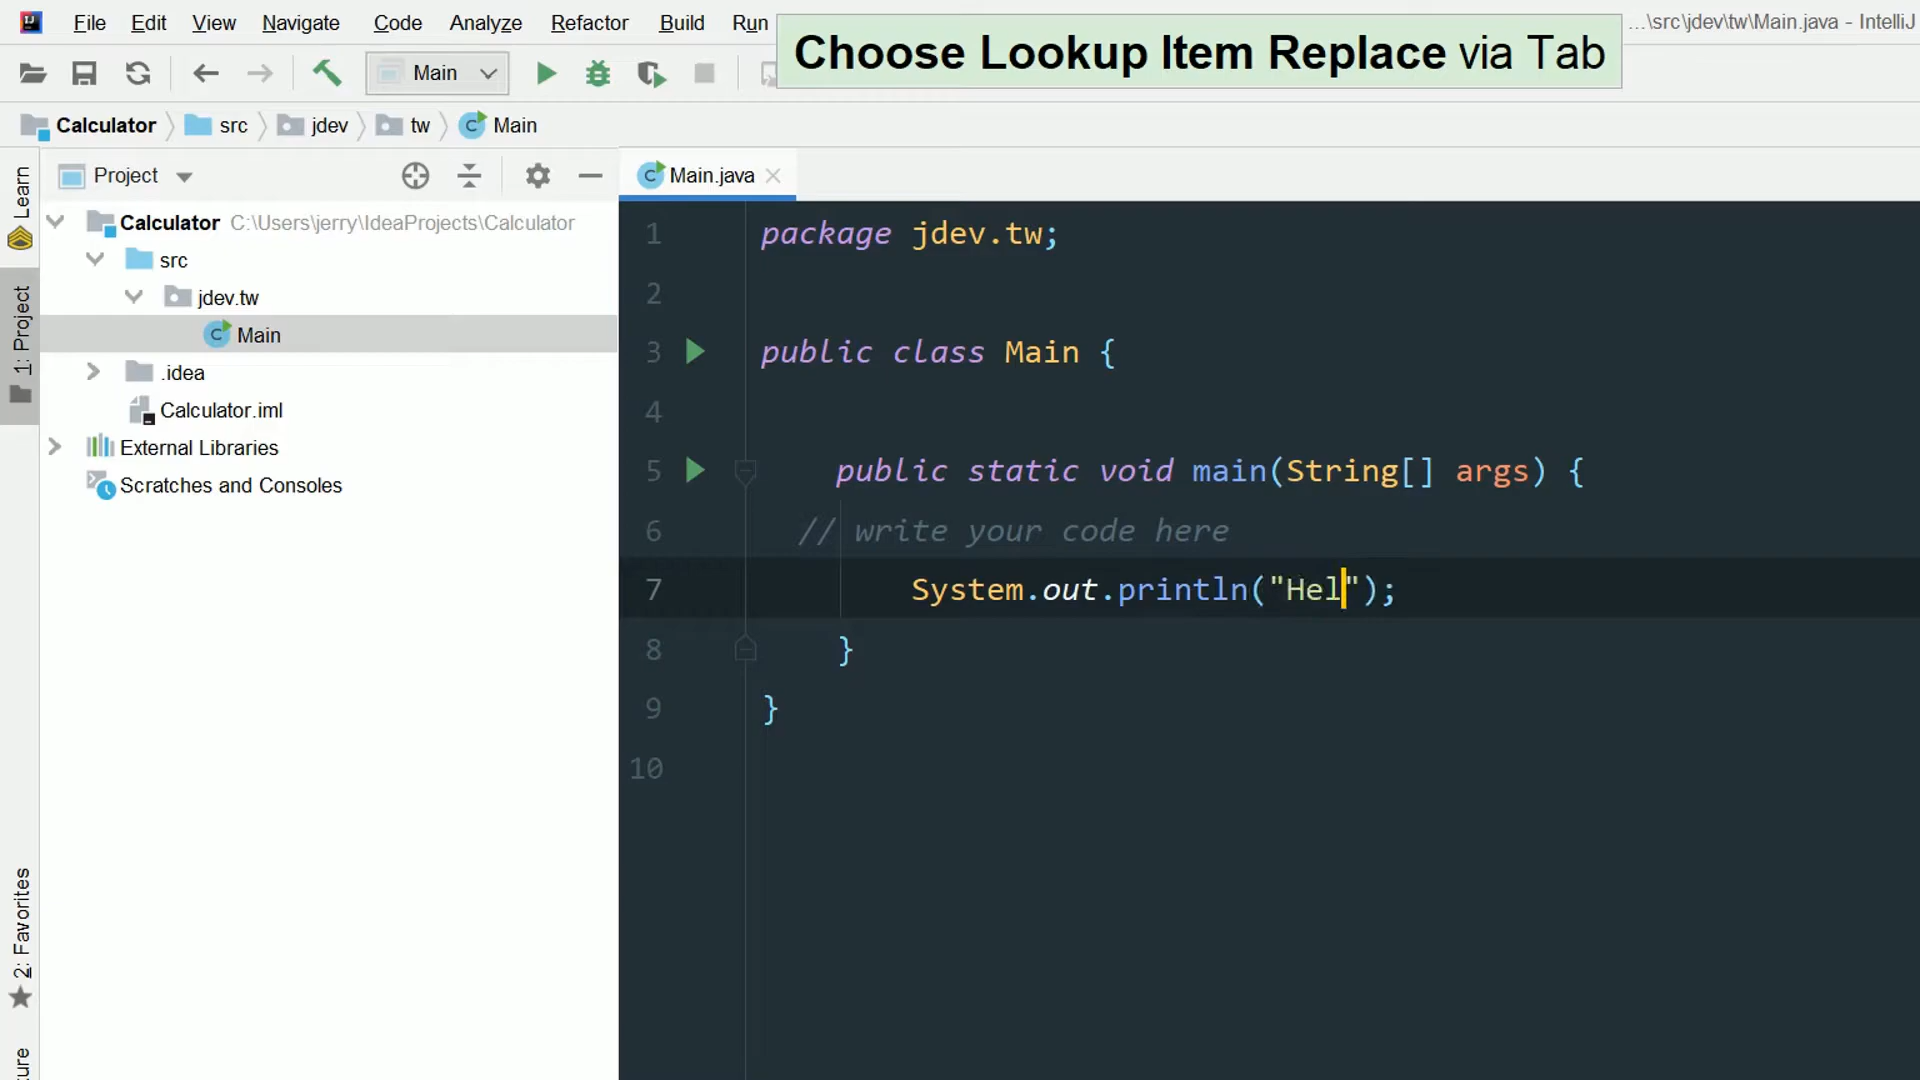 File Edit View Navigate Code Analyze Refactor Build Run
Choose Lookup Item Replace via Tab
...\src\jdev\tw\Main.java - IntelliJ
Main
Calculator src jdev tw Main
Project
Main.java
Learn
1: Project
2: Favorites
Calculator C:\Users\jerry\IdeaProjects\Calculator
src
jdev.tw
Main
.idea
Calculator.iml
External Libraries
Scratches and Consoles
1 package jdev.tw;
2
3 public class Main {
4
5 public static void main(String[] args) {
6 // write your code here
7 System.out.println("Hel");
8 }
9 }
10